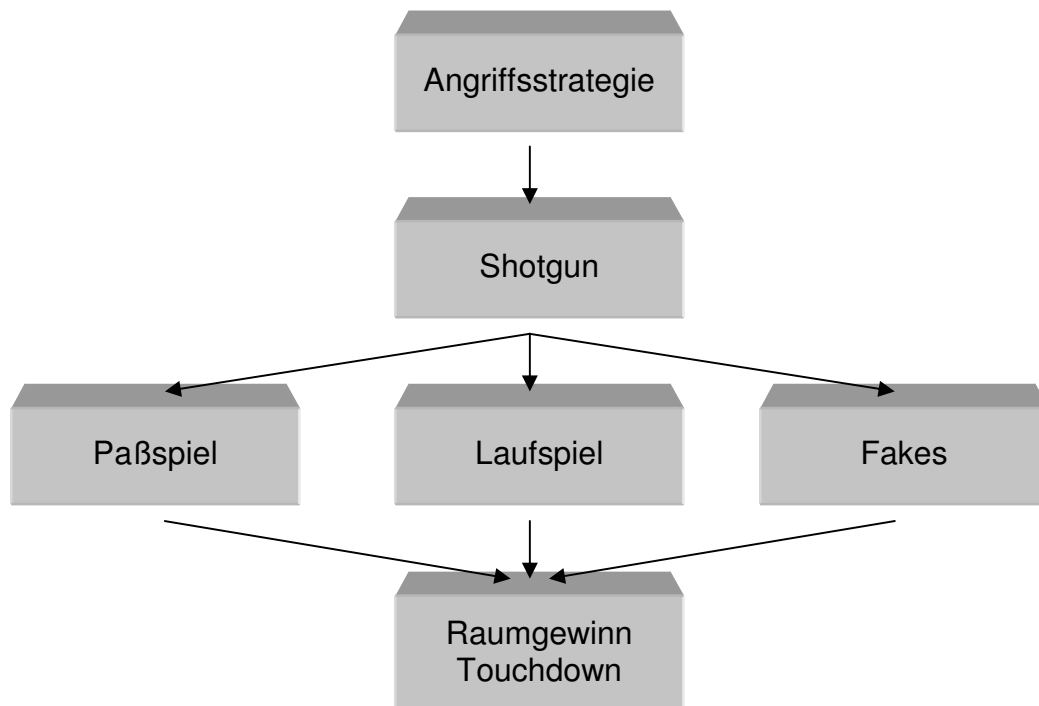 Angriffsstrategie
Shotgun
Paßspiel
Laufspiel
Fakes
Raumgewinn
Touchdown